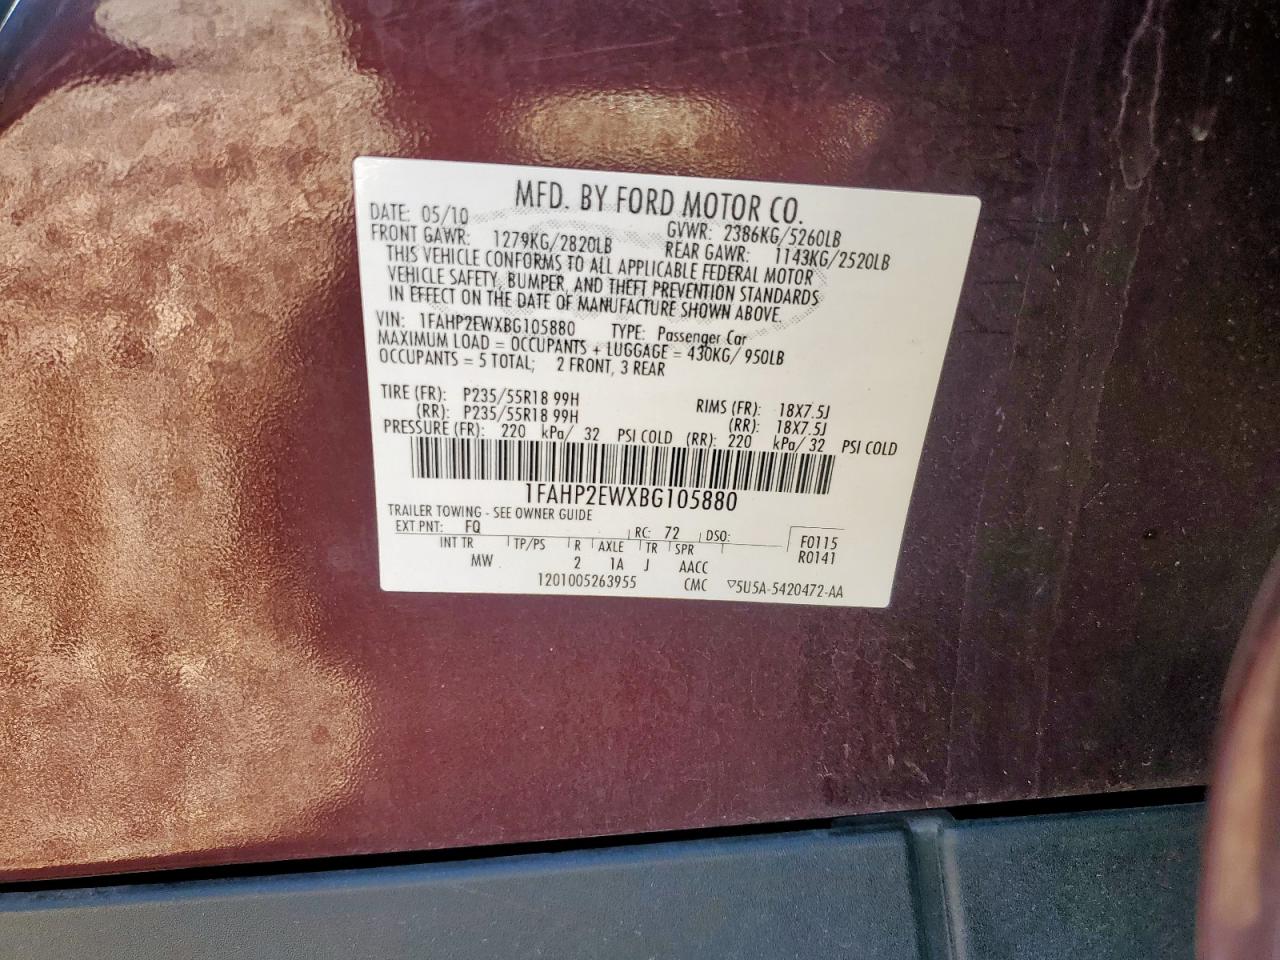 MFD. BY FORD MOTOR CO.
DATE: 05/10 GVWR: 2386KG/5260LB
FRONT GAWR: 1279KG/2820LB REAR GAWR: 1143KG/2520LB
THIS VEHICLE CONFORMS TO ALL APPLICABLE FEDERAL MOTOR
VEHICLE SAFETY, BUMPER, AND THEFT PREVENTION STANDARDS
IN EFFECT ON THE DATE OF MANUFACTURE SHOWN ABOVE.
VIN: 1FAHP2EWXBG105880 TYPE: Passenger Car
MAXIMUM LOAD = OCCUPANTS + LUGGAGE = 430KG/ 950LB
OCCUPANTS = 5 TOTAL; 2 FRONT, 3 REAR
TIRE (FR): P235/55R18 99H RIMS (FR): 18X7.5J
(RR): P235/55R18 99H (RR): 18X7.5J
PRESSURE (FR): 220 kPa/ 32 PSI COLD (RR): 220 kPa/ 32 PSI COLD
1FAHP2EWXBG105880
TRAILER TOWING - SEE OWNER GUIDE
EXT PNT: FQ RC: 72 DSO: F0115
INT TR TP/PS R AXLE TR SPR R0141
MW 2 1A J AACC
1201005263955 CMC ▽5U5A-5420472-AA